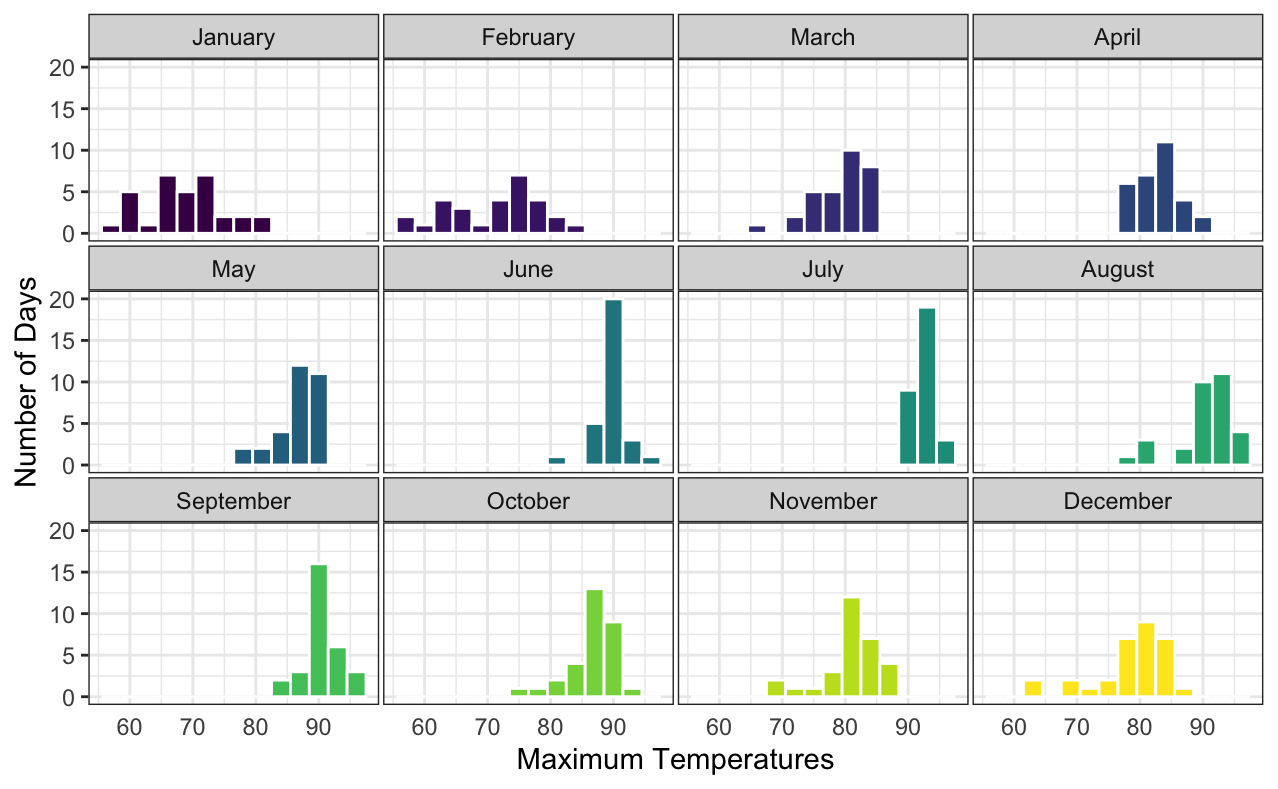 January February March April
20
15
10
5
0
May June July August
20
15
10
5
0
September October November December
20
15
10
5
0
60 70 80 90 60 70 80 90 60 70 80 90 60 70 80 90
Maximum Temperatures
Number of Days